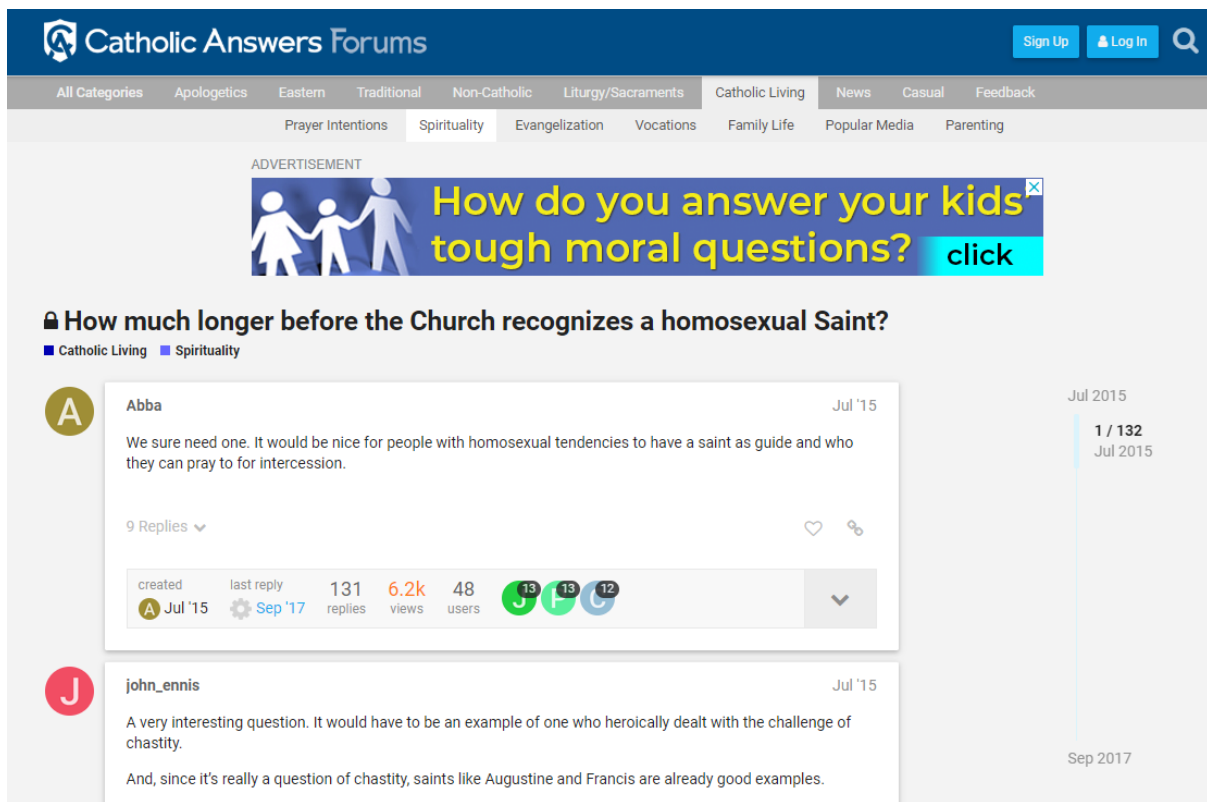 Catholic Answers Forums
Sign Up
Log In
All Categories Apologetics Eastern Traditional Non-Catholic Liturgy/Sacraments Catholic Living News Casual Feedback
Prayer Intentions Spirituality Evangelization Vocations Family Life Popular Media Parenting
ADVERTISEMENT
How do you answer your kids'
tough moral questions? click
How much longer before the Church recognizes a homosexual Saint?
Catholic Living Spirituality
A
Abba Jul '15
We sure need one. It would be nice for people with homosexual tendencies to have a saint as guide and who
they can pray to for intercession.
9 Replies
created last reply 131 6.2k 48
A Jul '15 Sep '17 replies views users
J 13 P 13 C 12
Jul 2015
1 / 132
Jul 2015
Sep 2017
J
john_ennis Jul '15
A very interesting question. It would have to be an example of one who heroically dealt with the challenge of
chastity.
And, since it's really a question of chastity, saints like Augustine and Francis are already good examples.